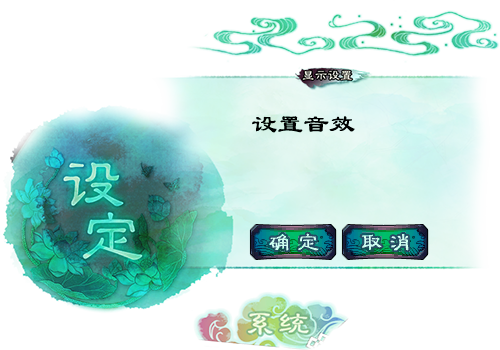 显示设置
设置音效
设定
确定 取消
系统